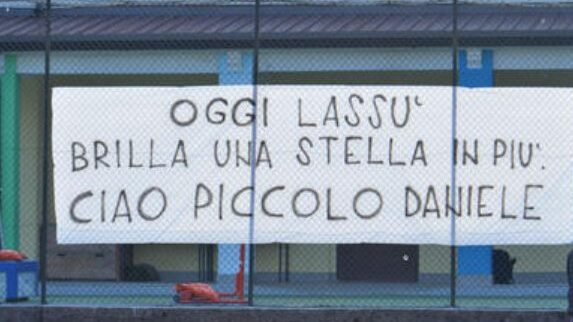 OGGI LASSU'
BRILLA UNA STELLA IN PIU'.
CIAO PICCOLO DANIELE